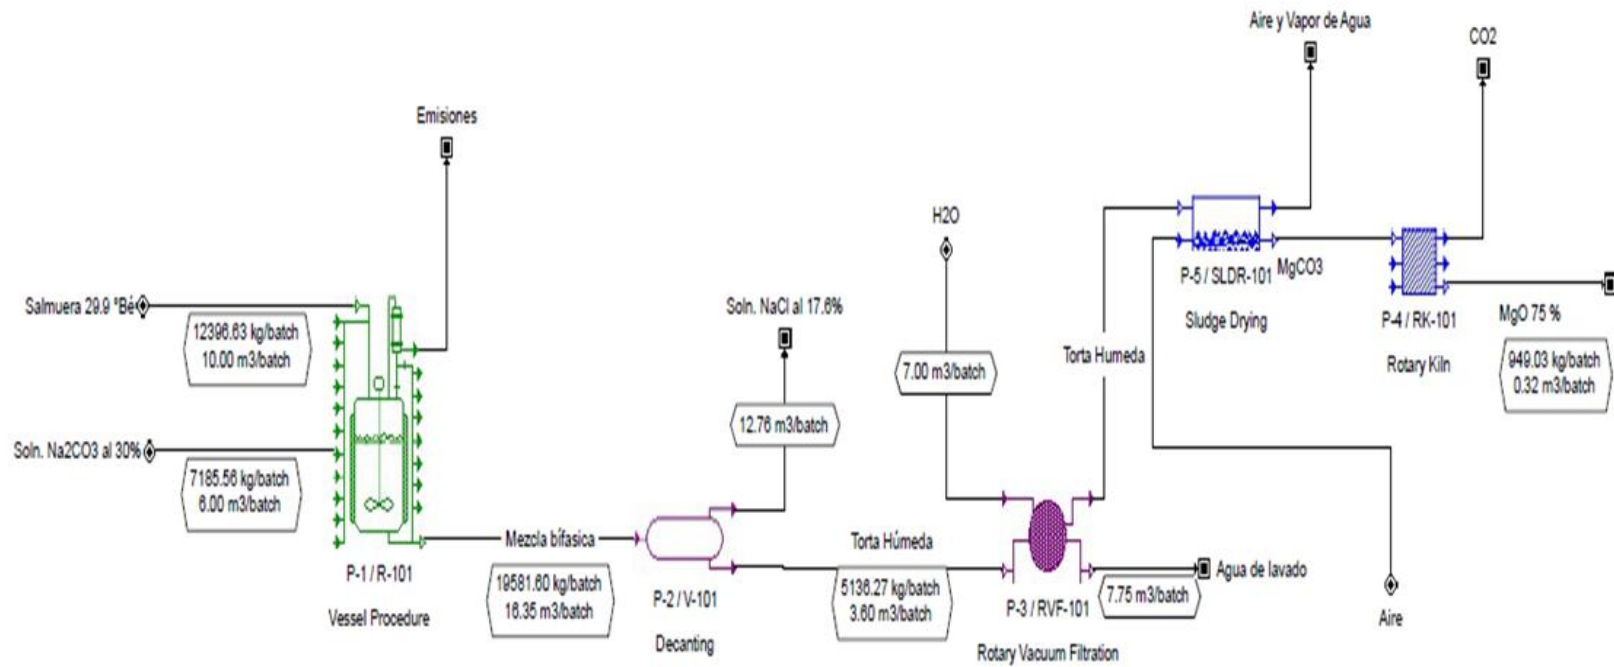 Aire y Vapor de Agua
CO2
Emisiones
H2O
Salmuera 29.9 °Bé
12396.63 kg/batch
10.00 m3/batch
Soln. NaCl al 17.6%
P-5 / SLDR-101
MgCO3
Sludge Drying
P-4 / RK-101
Rotary Kiln
MgO 75 %
949.03 kg/batch
0.32 m3/batch
Torta Humeda
7.00 m3/batch
12.76 m3/batch
Soln. Na2CO3 al 30%
7185.56 kg/batch
6.00 m3/batch
Mezcla bífasica
19581.60 kg/batch
16.35 m3/batch
P-1 / R-101
Vessel Procedure
P-2 / V-101
Decanting
Torta Húmeda
5136.27 kg/batch
3.60 m3/batch
P-3 / RVF-101
Rotary Vacuum Filtration
7.75 m3/batch
Agua de lavado
Aire